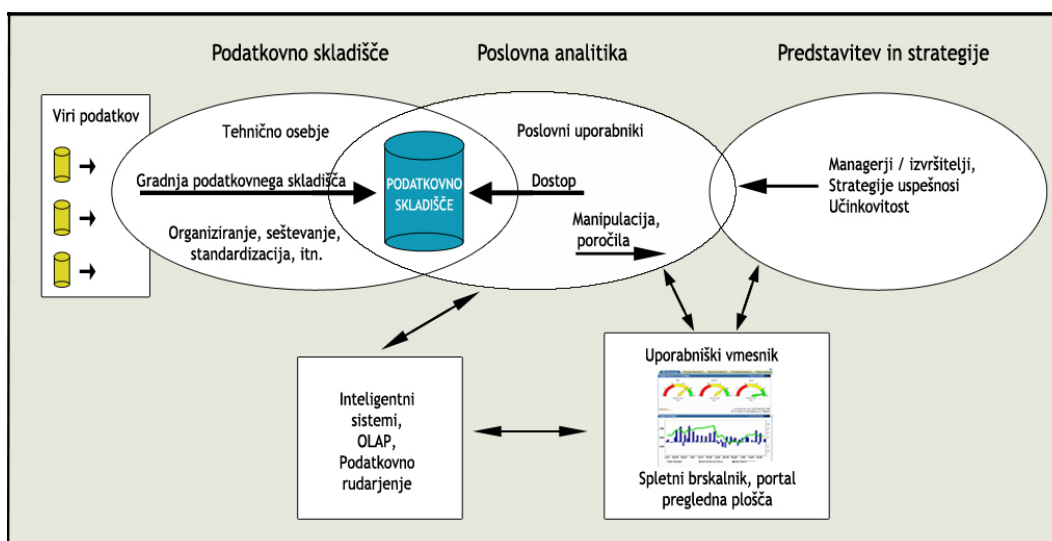 Podatkovno skladišče
Poslovna analitika
Predstavitev in strategije
Viri podatkov
Tehnično osebje
Gradnja podatkovnega skladišča
Organiziranje, seštevanje,
standardizacija, itn.
PODATKOVNO
SKLADIŠČE
Poslovni uporabniki
Dostop
Manipulacija,
poročila
Managerji / izvršitelji,
Strategije uspešnosi
Učinkovitost
Inteligentni
sistemi,
OLAP,
Podatkovno
rudarjenje
Uporabniški vmesnik
Spletni brskalnik, portal
pregledna plošča